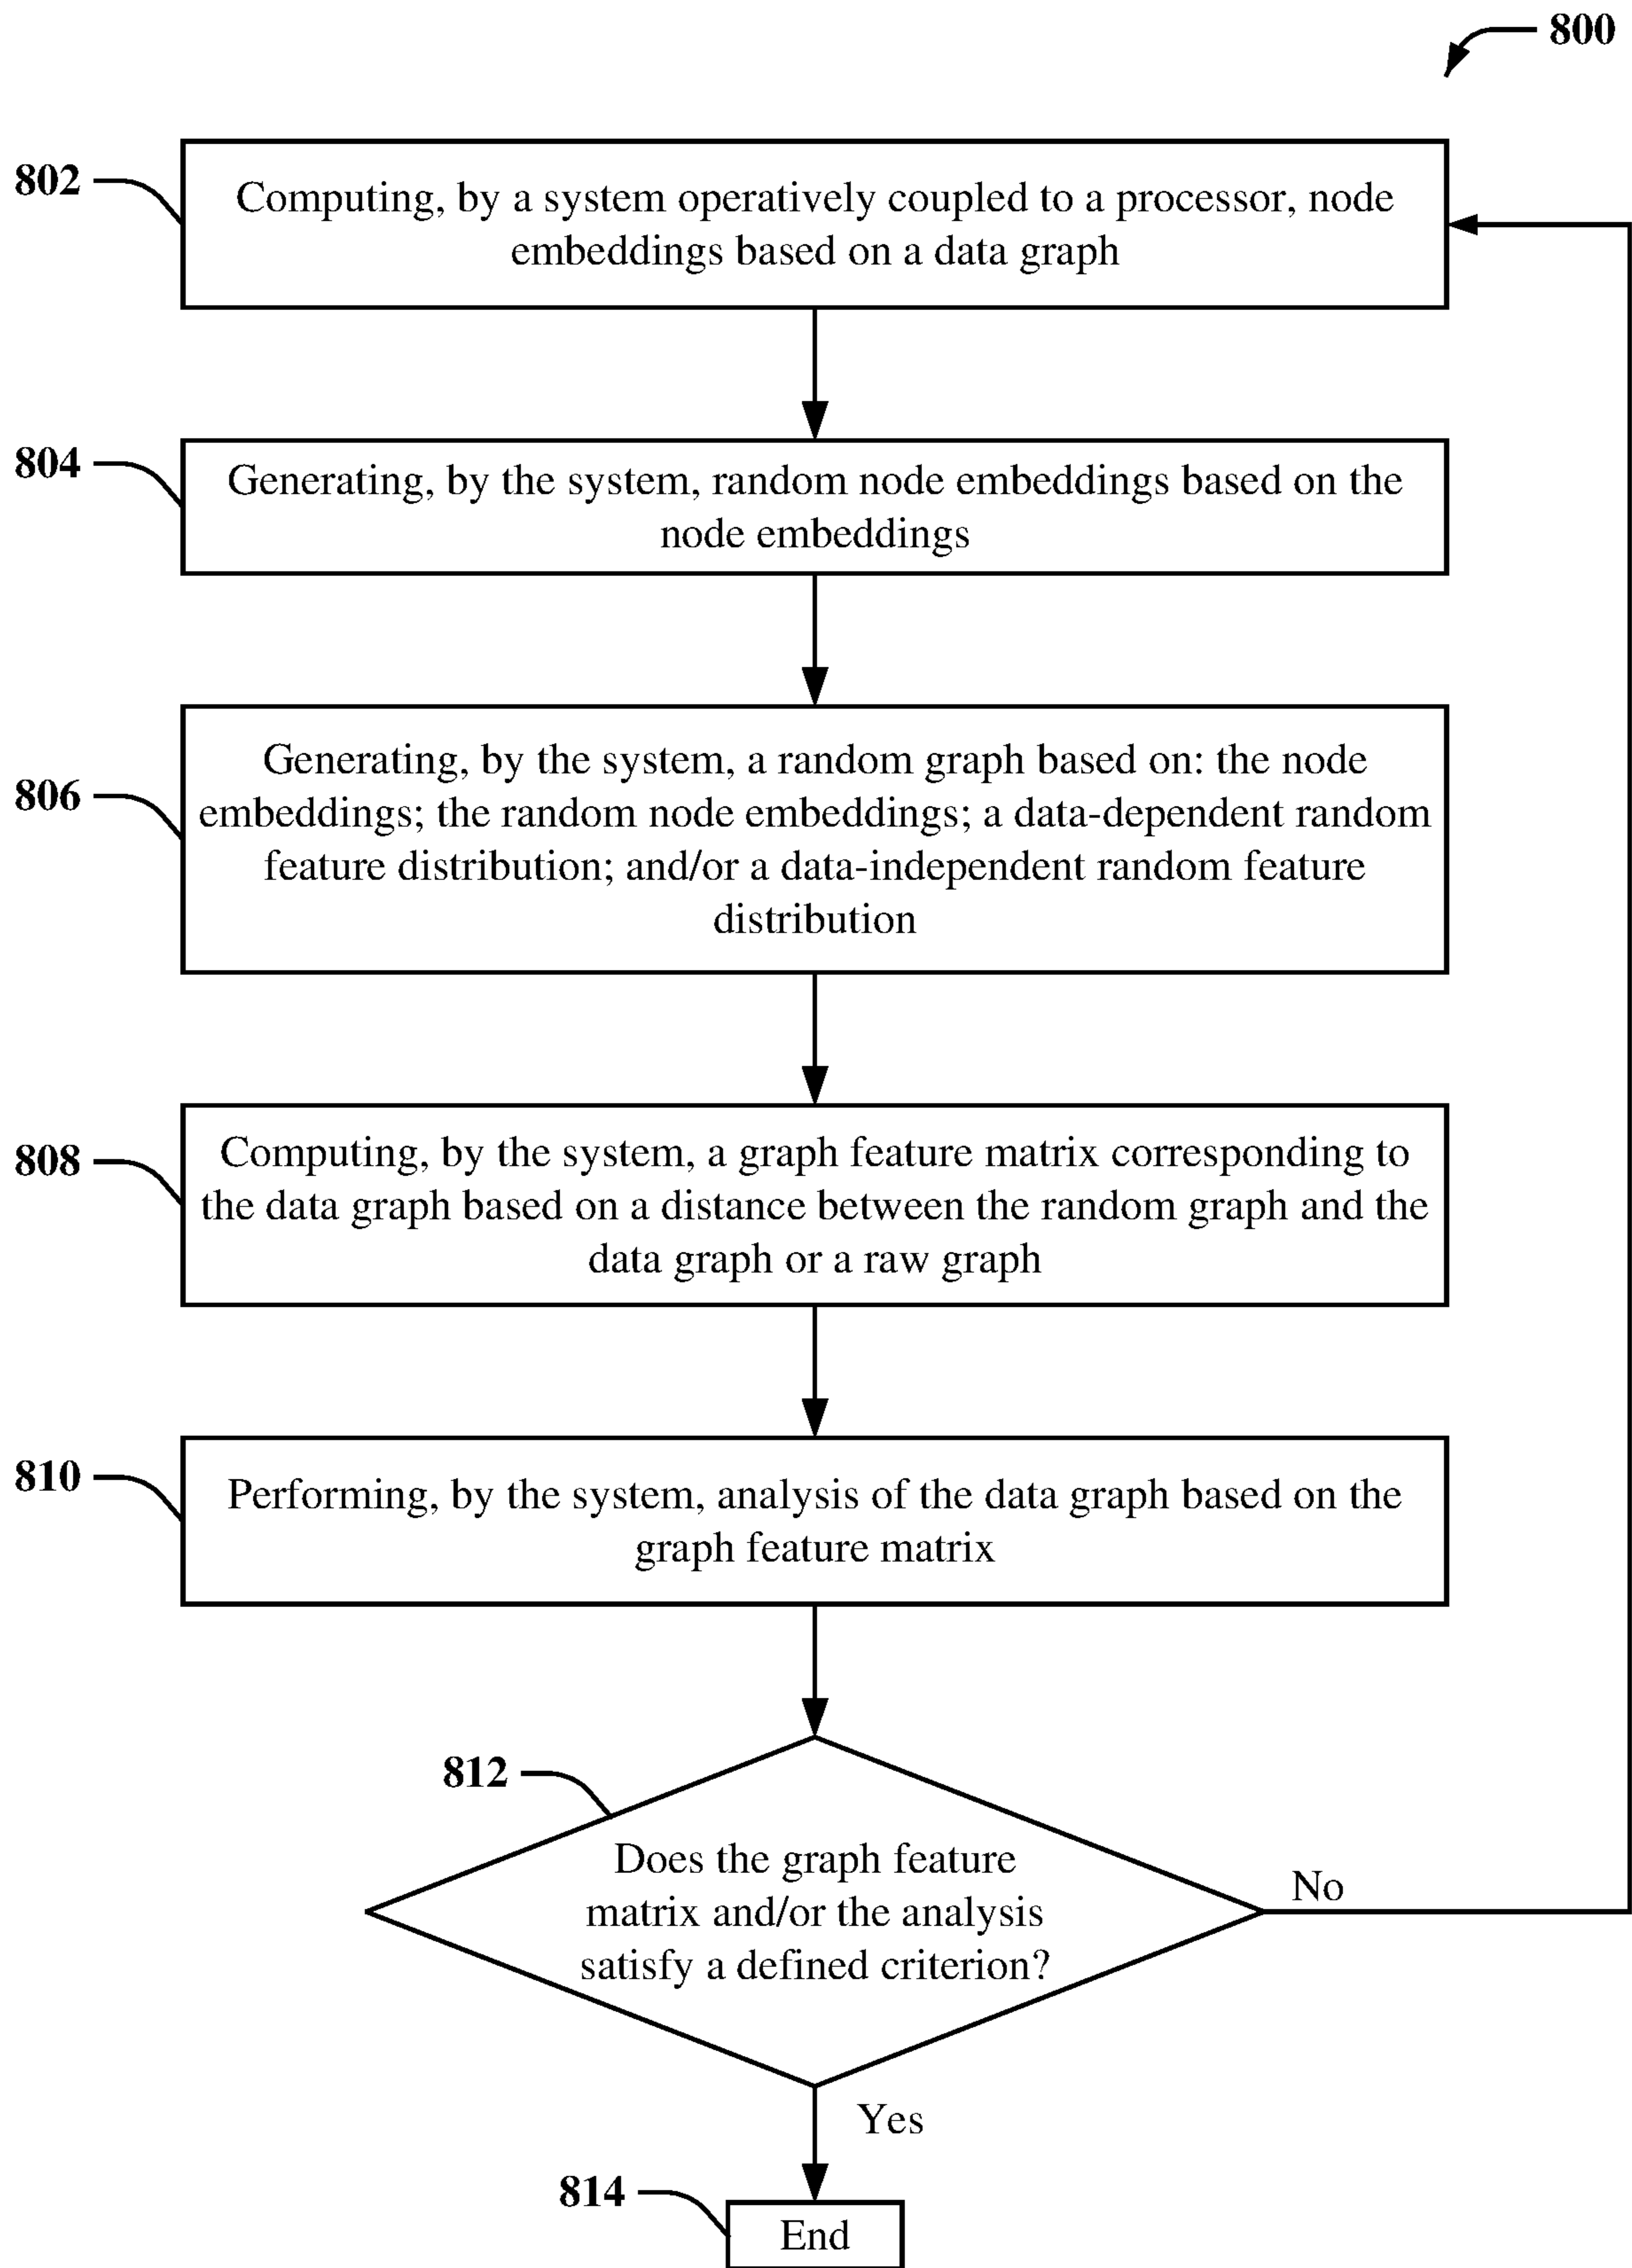 800
802
Computing, by a system operatively coupled to a processor, node
embeddings based on a data graph
804
Generating, by the system, random node embeddings based on the
node embeddings
806
Generating, by the system, a random graph based on: the node
embeddings; the random node embeddings; a data-dependent random
feature distribution; and/or a data-independent random feature
distribution
808
Computing, by the system, a graph feature matrix corresponding to
the data graph based on a distance between the random graph and the
data graph or a raw graph
810
Performing, by the system, analysis of the data graph based on the
graph feature matrix
812
Does the graph feature
matrix and/or the analysis
satisfy a defined criterion?
No
Yes
814
End